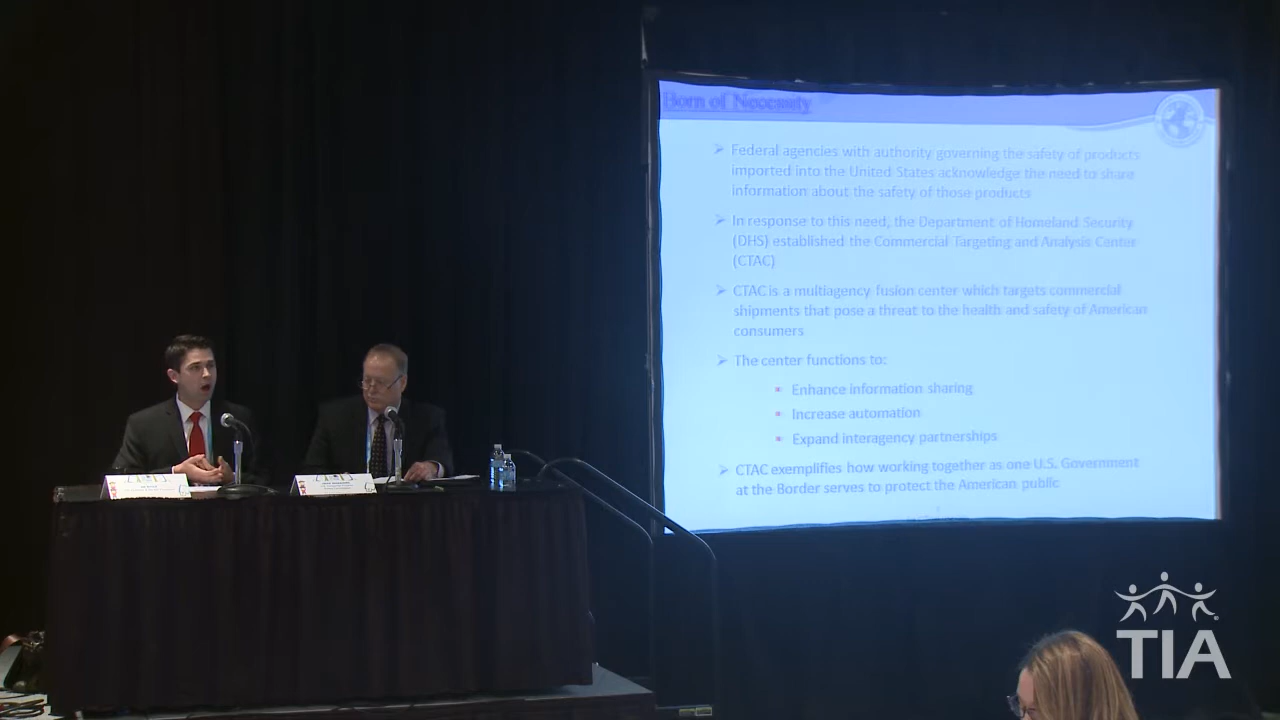 Born of Necessity
Federal agencies with authority governing the safety of products
imported into the United States acknowledge the need to share
information about the safety of those products
In response to this need, the Department of Homeland Security
(DHS) established the Commercial Targeting and Analysis Center
(CTAC)
CTAC is a multiagency fusion center which targets commercial
shipments that pose a threat to the health and safety of American
consumers
The center functions to:
Enhance information sharing
Increase automation
Expand interagency partnerships
CTAC exemplifies how working together as one U.S. Government
at the Border serves to protect the American public
TIA